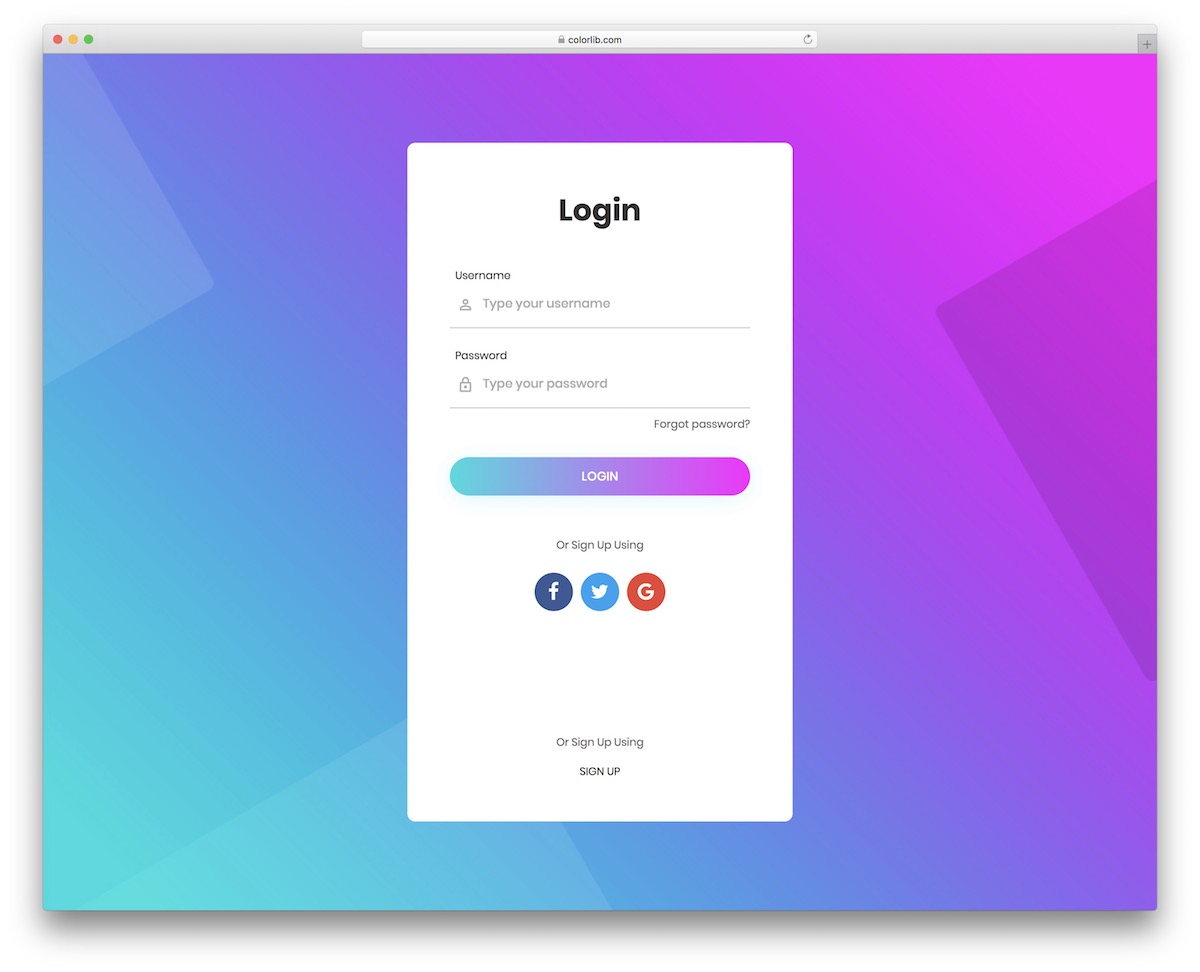 colorlib.com
Login
Username
Type your username
Password
Type your password
Forgot password?
LOGIN
Or Sign Up Using
f
G
Or Sign Up Using
SIGN UP